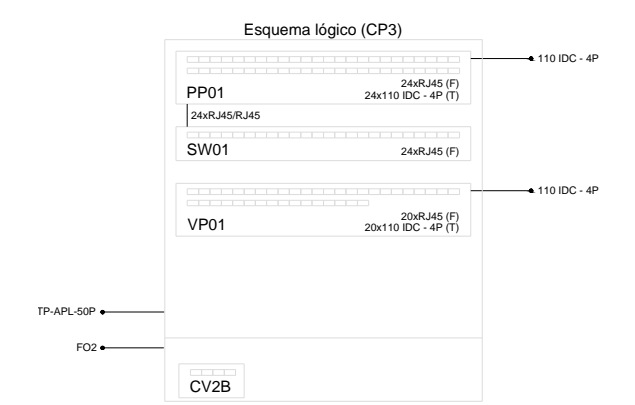 Esquema lógico (CP3)
110 IDC - 4P
24xRJ45 (F)
PP01
24x110 IDC - 4P (T)
24xRJ45/RJ45
SW01
24xRJ45 (F)
110 IDC - 4P
20xRJ45 (F)
VP01
20x110 IDC - 4P (T)
TP-APL-50P
FO2
CV2B